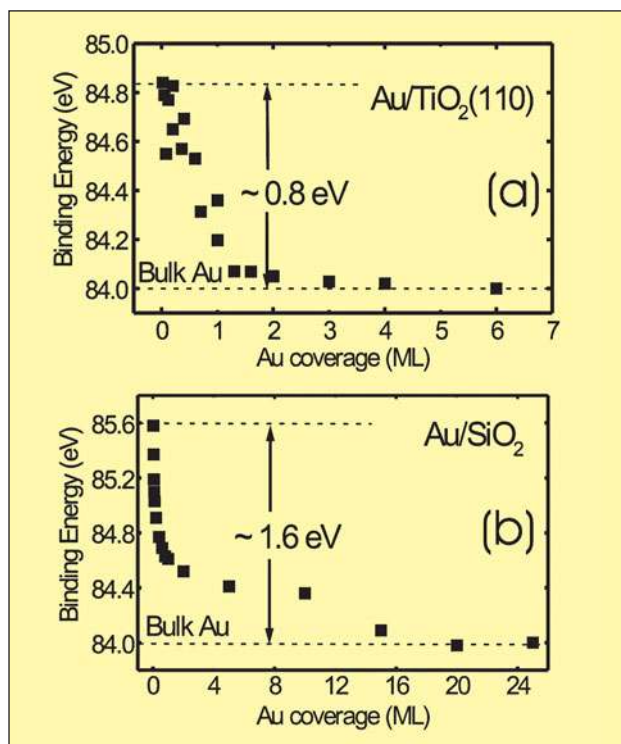 85.0
84.8
84.6
84.4
84.2
84.0
Binding Energy (eV)
Au/TiO₂(110)
(a)
~ 0.8 eV
Bulk Au
0 1 2 3 4 5 6 7
Au coverage (ML)
85.6
85.2
84.8
84.4
84.0
Binding Energy (eV)
Au/SiO₂
(b)
~ 1.6 eV
Bulk Au
0 4 8 12 16 20 24
Au coverage (ML)